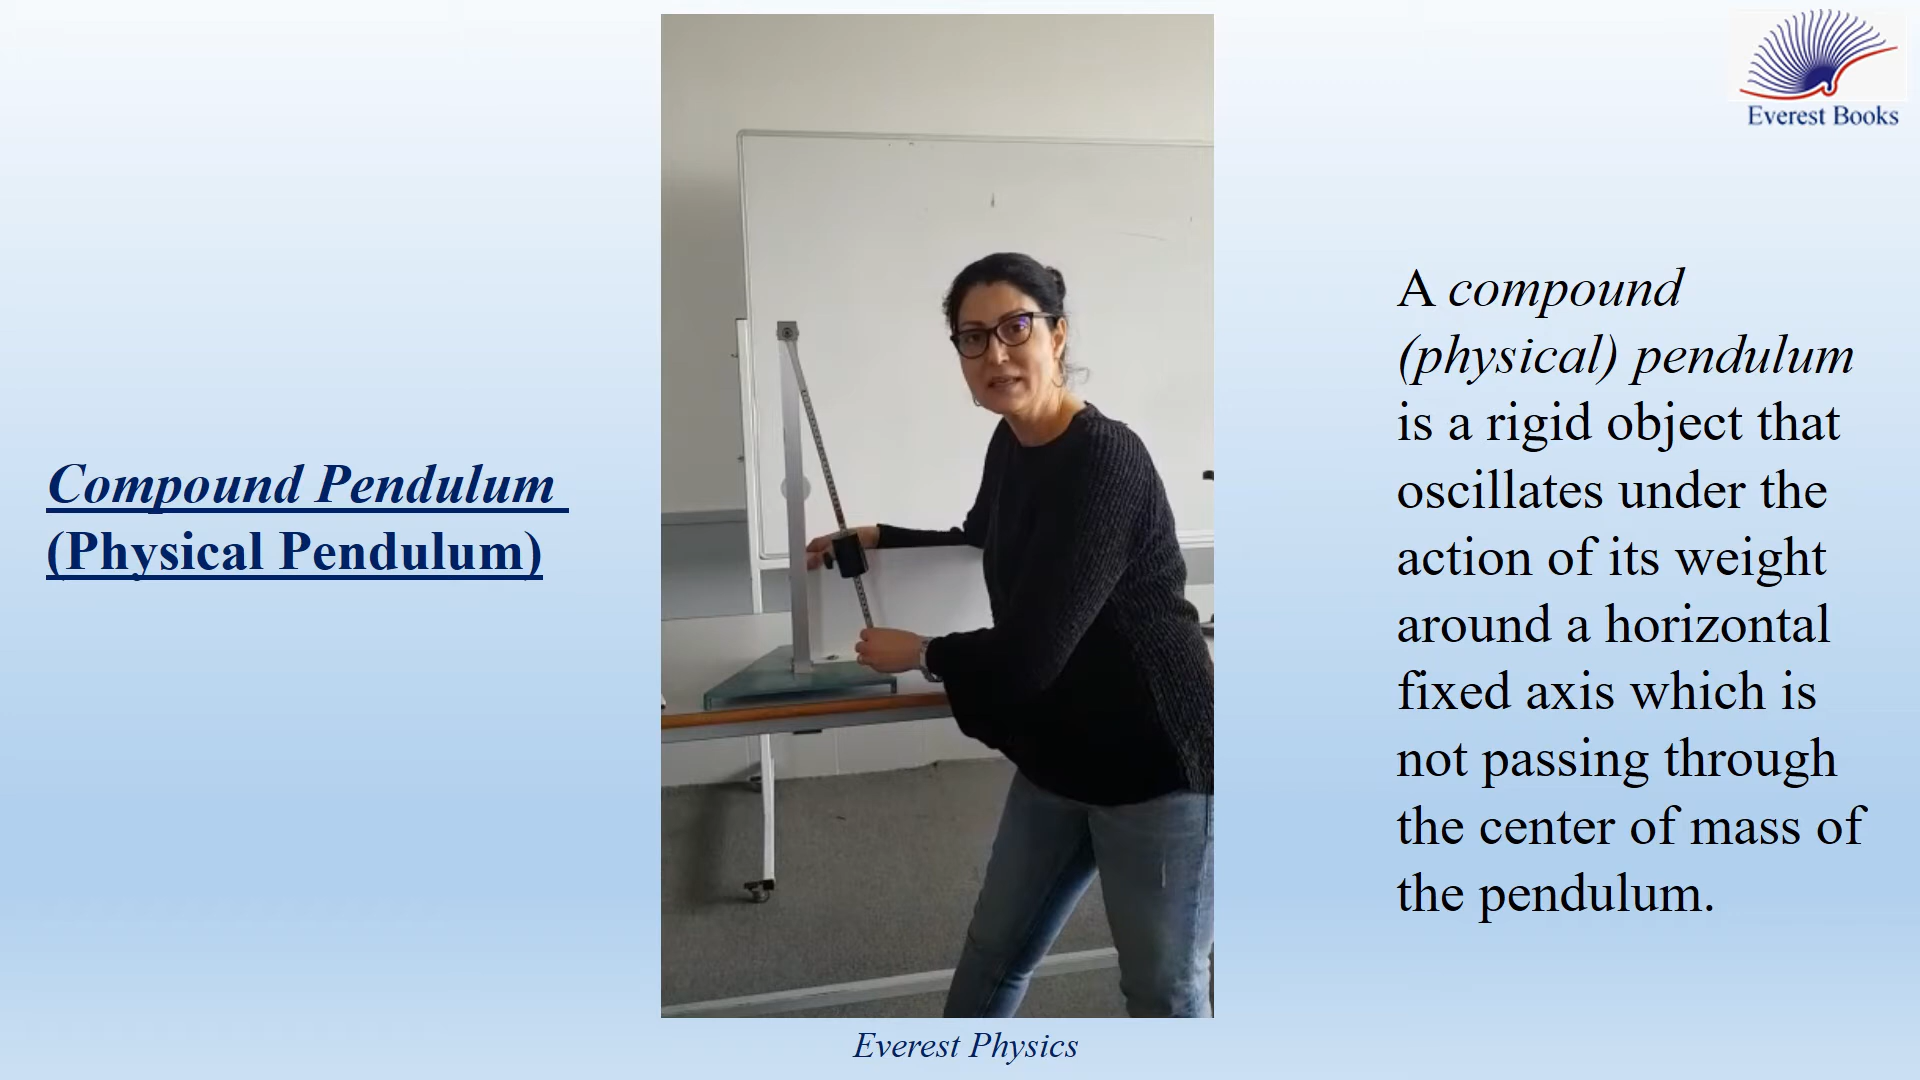 Everest Books
Compound Pendulum
(Physical Pendulum)
A compound
(physical) pendulum
is a rigid object that
oscillates under the
action of its weight
around a horizontal
fixed axis which is
not passing through
the center of mass of
the pendulum.
Everest Physics